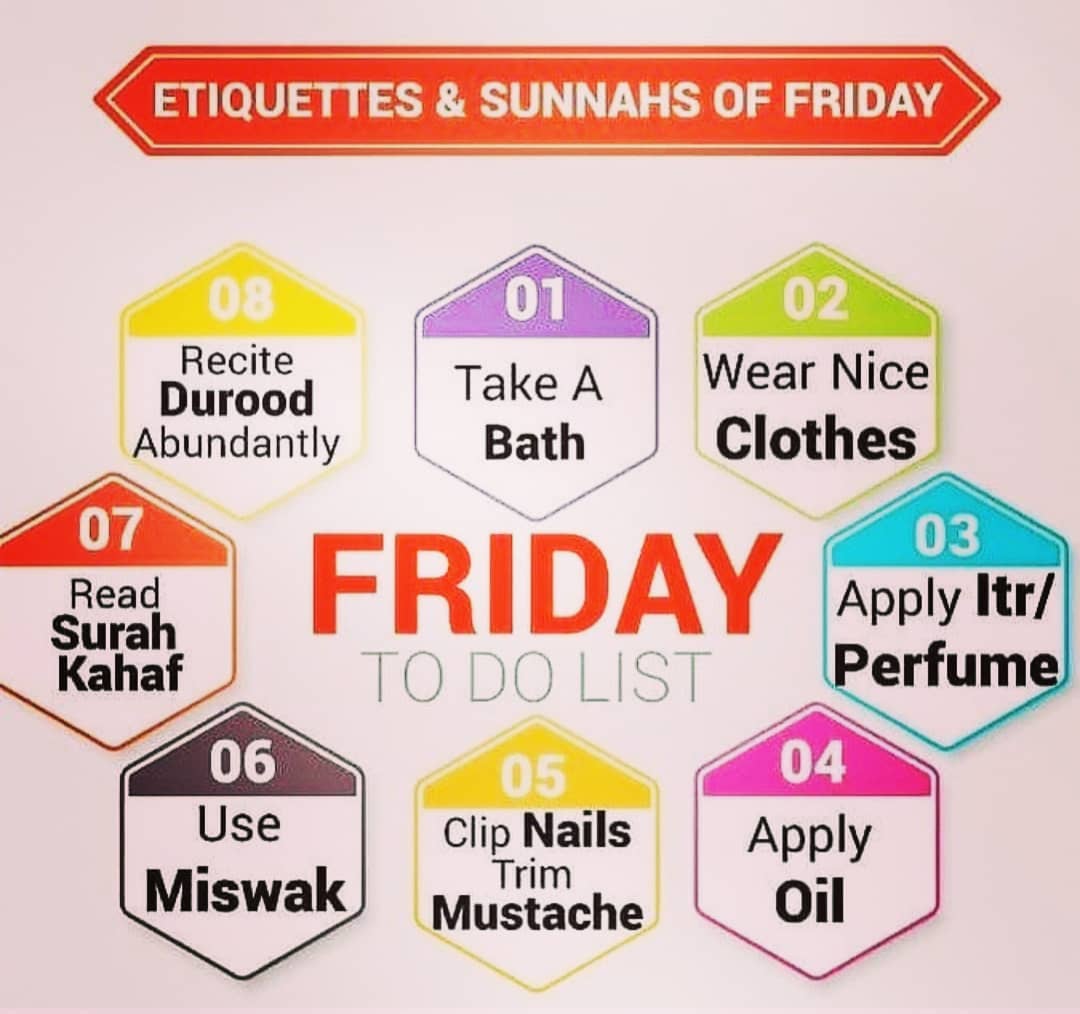 ETIQUETTES & SUNNAHS OF FRIDAY
01
Take A
Bath
02
Wear Nice
Clothes
03
Apply Itr/
Perfume
04
Apply
Oil
05
Clip Nails
Trim
Mustache
06
Use
Miswak
07
Read
Surah
Kahaf
08
Recite
Durood
Abundantly
FRIDAY
TO DO LIST